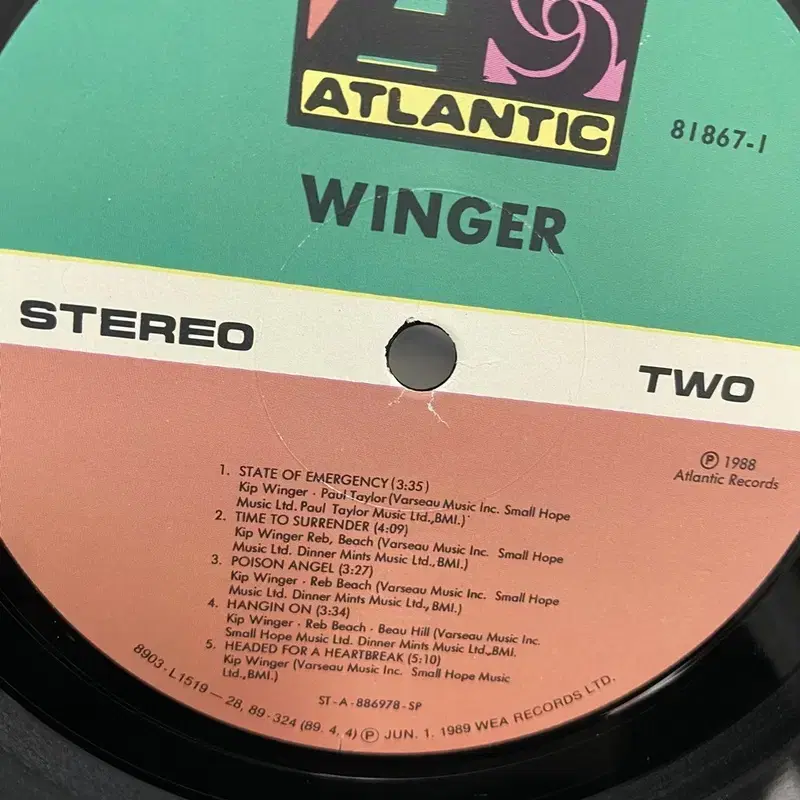 ATLANTIC
81867-1
WINGER
STEREO
TWO
℗ 1988
Atlantic Records
1. STATE OF EMERGENCY (3:35)
Kip Winger · Paul Taylor (Varseau Music Inc. Small Hope
Music Ltd. Paul Taylor Music Ltd.,BMI.)
2. TIME TO SURRENDER (4:09)
Kip Winger Reb, Beach (Varseau Music Inc. Small Hope
Music Ltd. Dinner Mints Music Ltd.,BMI.)
3. POISON ANGEL (3:27)
Kip Winger · Reb Beach (Varseau Music Inc. Small Hope
Music Ltd. Dinner Mints Music Ltd.,BMI.)
4. HANGIN ON (3:34)
Kip Winger · Reb Beach · Beau Hill (Varseau Music Inc.
Small Hope Music Ltd. Dinner Mints Music Ltd.,BMI.
5. HEADED FOR A HEARTBREAK (5:10)
Kip Winger (Varseau Music Inc. Small Hope Music
Ltd.,BMI.)
ST-A-886978-SP
8903-L1519-28, 89-324 (89. 4. 4) ℗ JUN. 1. 1989 WEA RECORDS LTD.